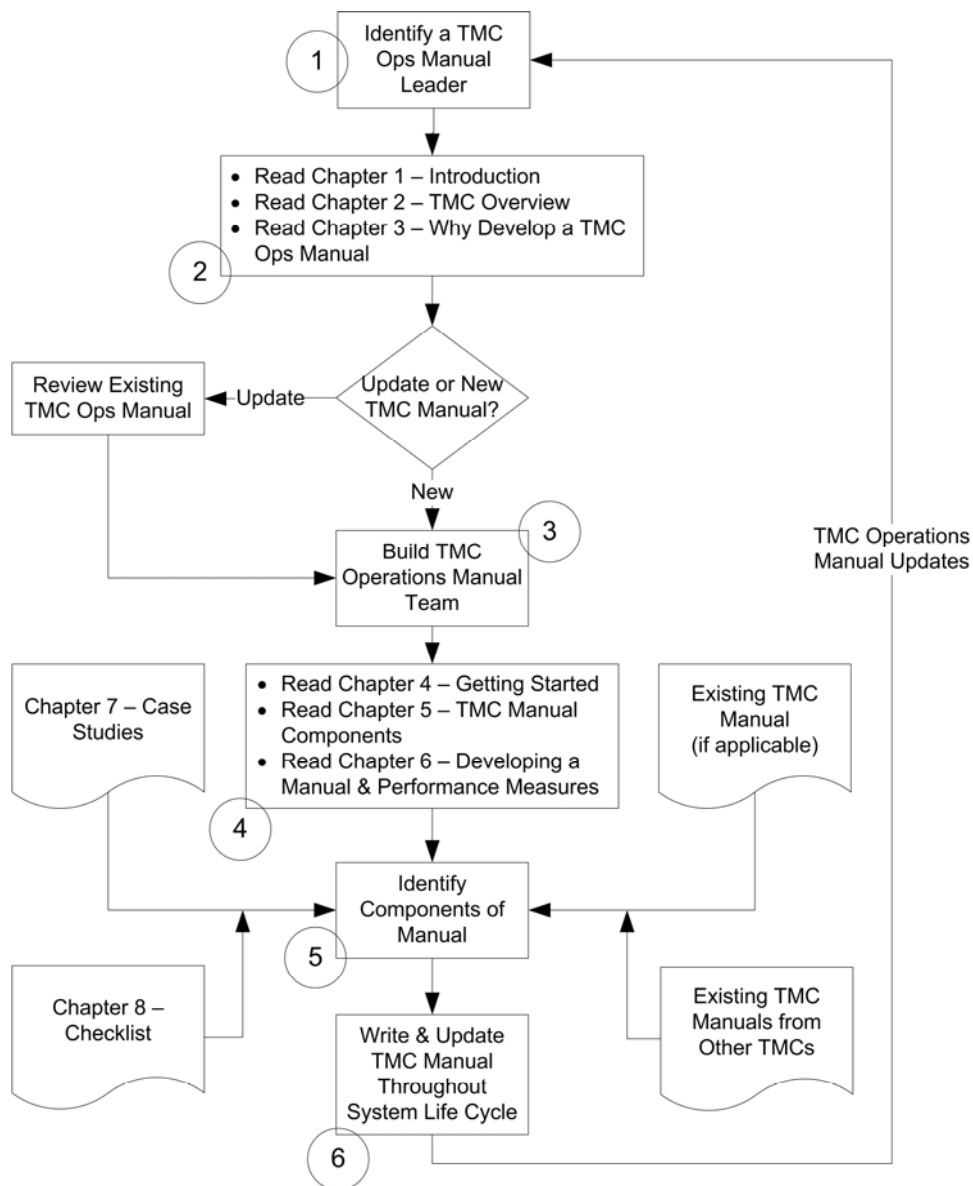 Identify a TMC
Ops Manual
Leader
1
• Read Chapter 1 – Introduction
• Read Chapter 2 – TMC Overview
• Read Chapter 3 – Why Develop a TMC
Ops Manual
2
Update or New
TMC Manual?
Update
Review Existing
TMC Ops Manual
New
3
Build TMC
Operations Manual
Team
TMC Operations
Manual Updates
• Read Chapter 4 – Getting Started
• Read Chapter 5 – TMC Manual
Components
• Read Chapter 6 – Developing a
Manual & Performance Measures
4
Chapter 7 – Case
Studies
Existing TMC
Manual
(if applicable)
Identify
Components of
Manual
5
Chapter 8 –
Checklist
Existing TMC
Manuals from
Other TMCs
Write & Update
TMC Manual
Throughout
System Life Cycle
6